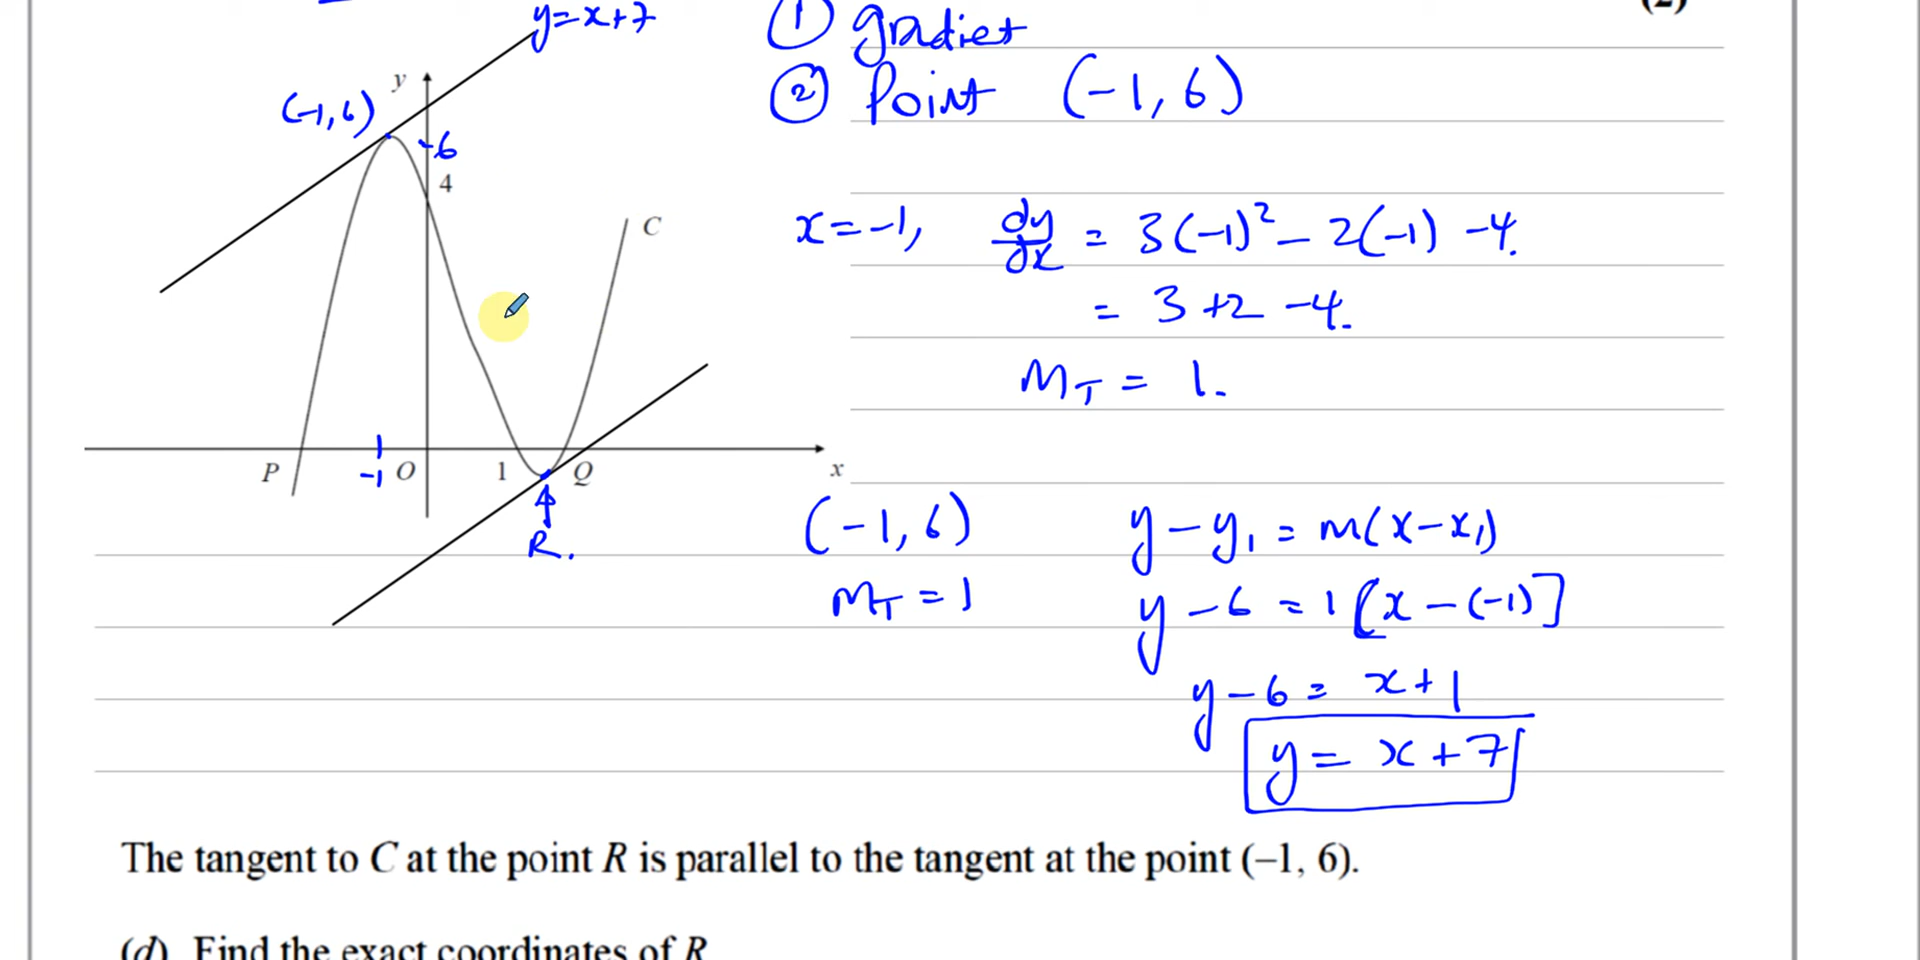 y=x+7
① gradiet
② Point (-1, 6)
(-1, 6)
y
6
4
C
x=-1, dy/dx = 3(-1)² - 2(-1) -4.
= 3 +2 -4.
M_T = 1.
P -1 O 1 Q x
R.
(-1, 6)
M_T = 1
y - y₁ = m(x-x₁)
y - 6 = 1[x - (-1)]
y - 6 = x+1
y = x+7
The tangent to C at the point R is parallel to the tangent at the point (−1, 6).
(d) Find the exact coordinates of R